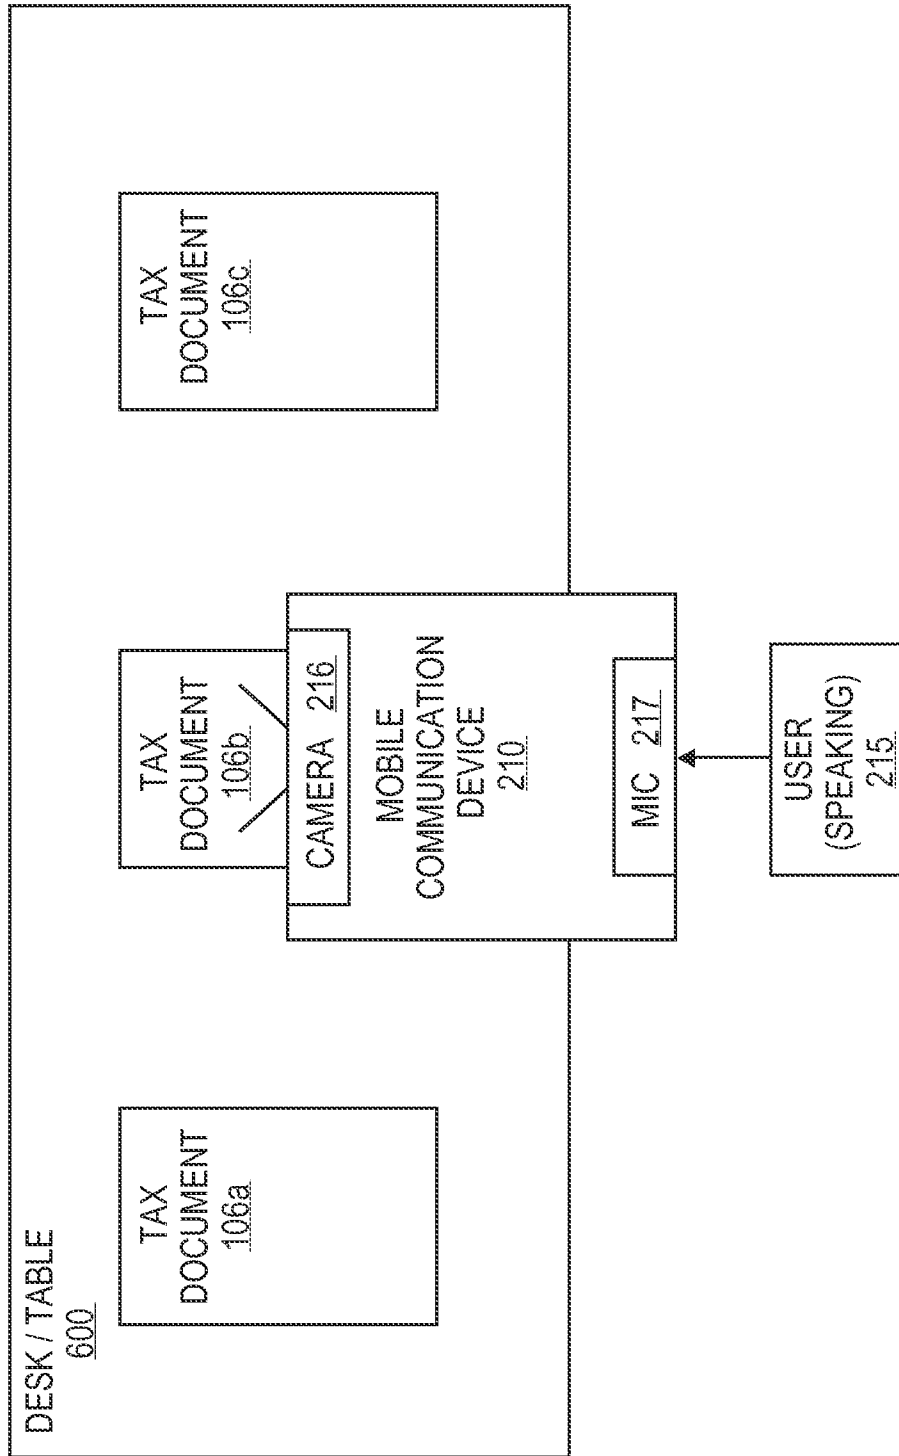 DESK / TABLE
600
TAX
DOCUMENT
106a
TAX
DOCUMENT
106b
TAX
DOCUMENT
106c
CAMERA 216
MOBILE
COMMUNICATION
DEVICE
210
MIC 217
USER
(SPEAKING)
215